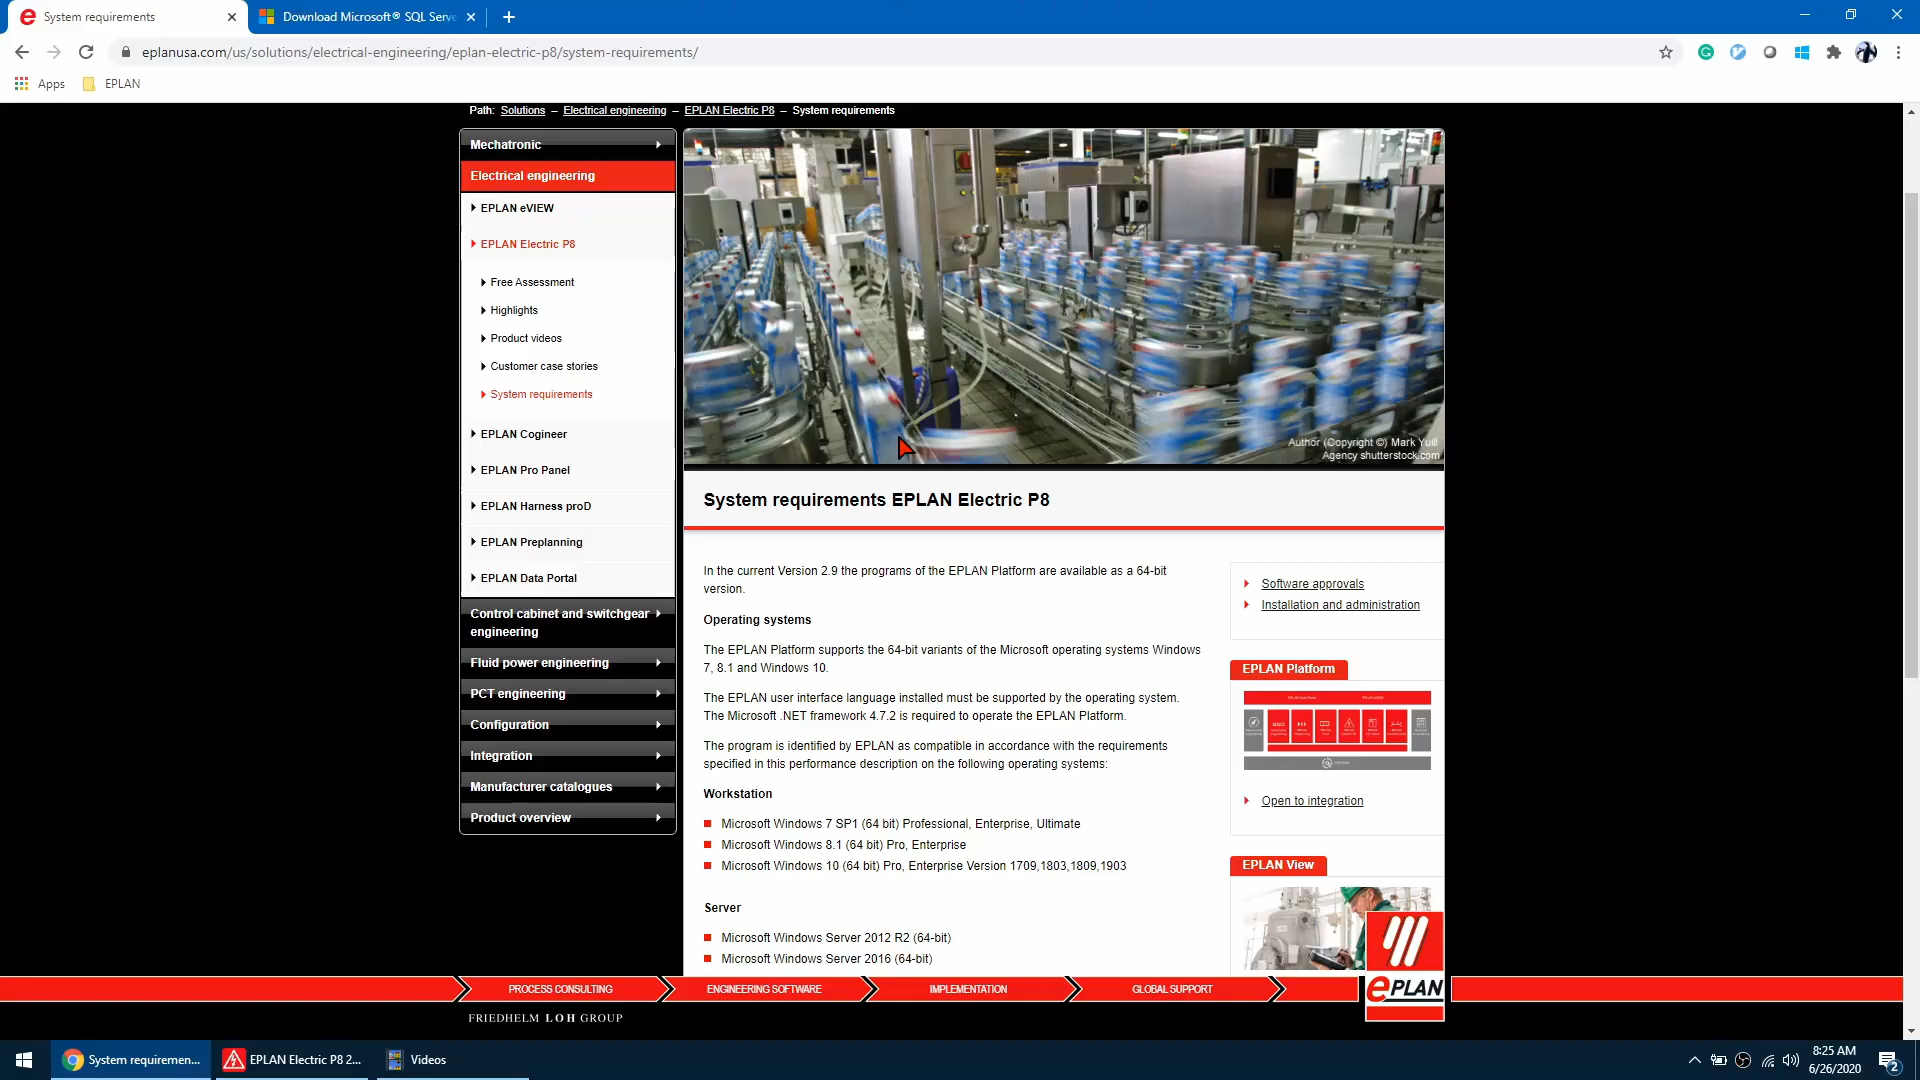 System requirements
Download Microsoft® SQL Serve
eplanusa.com/us/solutions/electrical-engineering/eplan-electric-p8/system-requirements/
Apps
EPLAN
Path: Solutions – Electrical engineering – EPLAN Electric P8 – System requirements
Mechatronic
Electrical engineering
EPLAN eVIEW
EPLAN Electric P8
Free Assessment
Highlights
Product videos
Customer case stories
System requirements
EPLAN Cogineer
EPLAN Pro Panel
EPLAN Harness proD
EPLAN Preplanning
EPLAN Data Portal
Control cabinet and switchgear
engineering
Fluid power engineering
PCT engineering
Configuration
Integration
Manufacturer catalogues
Product overview
Author (Copyright ©) Mark Yuill
Agency shutterstock.com
System requirements EPLAN Electric P8
In the current Version 2.9 the programs of the EPLAN Platform are available as a 64-bit
version.
Operating systems
The EPLAN Platform supports the 64-bit variants of the Microsoft operating systems Windows
7, 8.1 and Windows 10.
The EPLAN user interface language installed must be supported by the operating system.
The Microsoft .NET framework 4.7.2 is required to operate the EPLAN Platform.
The program is identified by EPLAN as compatible in accordance with the requirements
specified in this performance description on the following operating systems:
Workstation
Microsoft Windows 7 SP1 (64 bit) Professional, Enterprise, Ultimate
Microsoft Windows 8.1 (64 bit) Pro, Enterprise
Microsoft Windows 10 (64 bit) Pro, Enterprise Version 1709,1803,1809,1903
Server
Microsoft Windows Server 2012 R2 (64-bit)
Microsoft Windows Server 2016 (64-bit)
Software approvals
Installation and administration
EPLAN Platform
Open to integration
EPLAN View
PROCESS CONSULTING
ENGINEERING SOFTWARE
IMPLEMENTATION
GLOBAL SUPPORT
ePLAN
FRIEDHELM LOH GROUP
System requiremen...
EPLAN Electric P8 2...
Videos
8:25 AM
6/26/2020
2